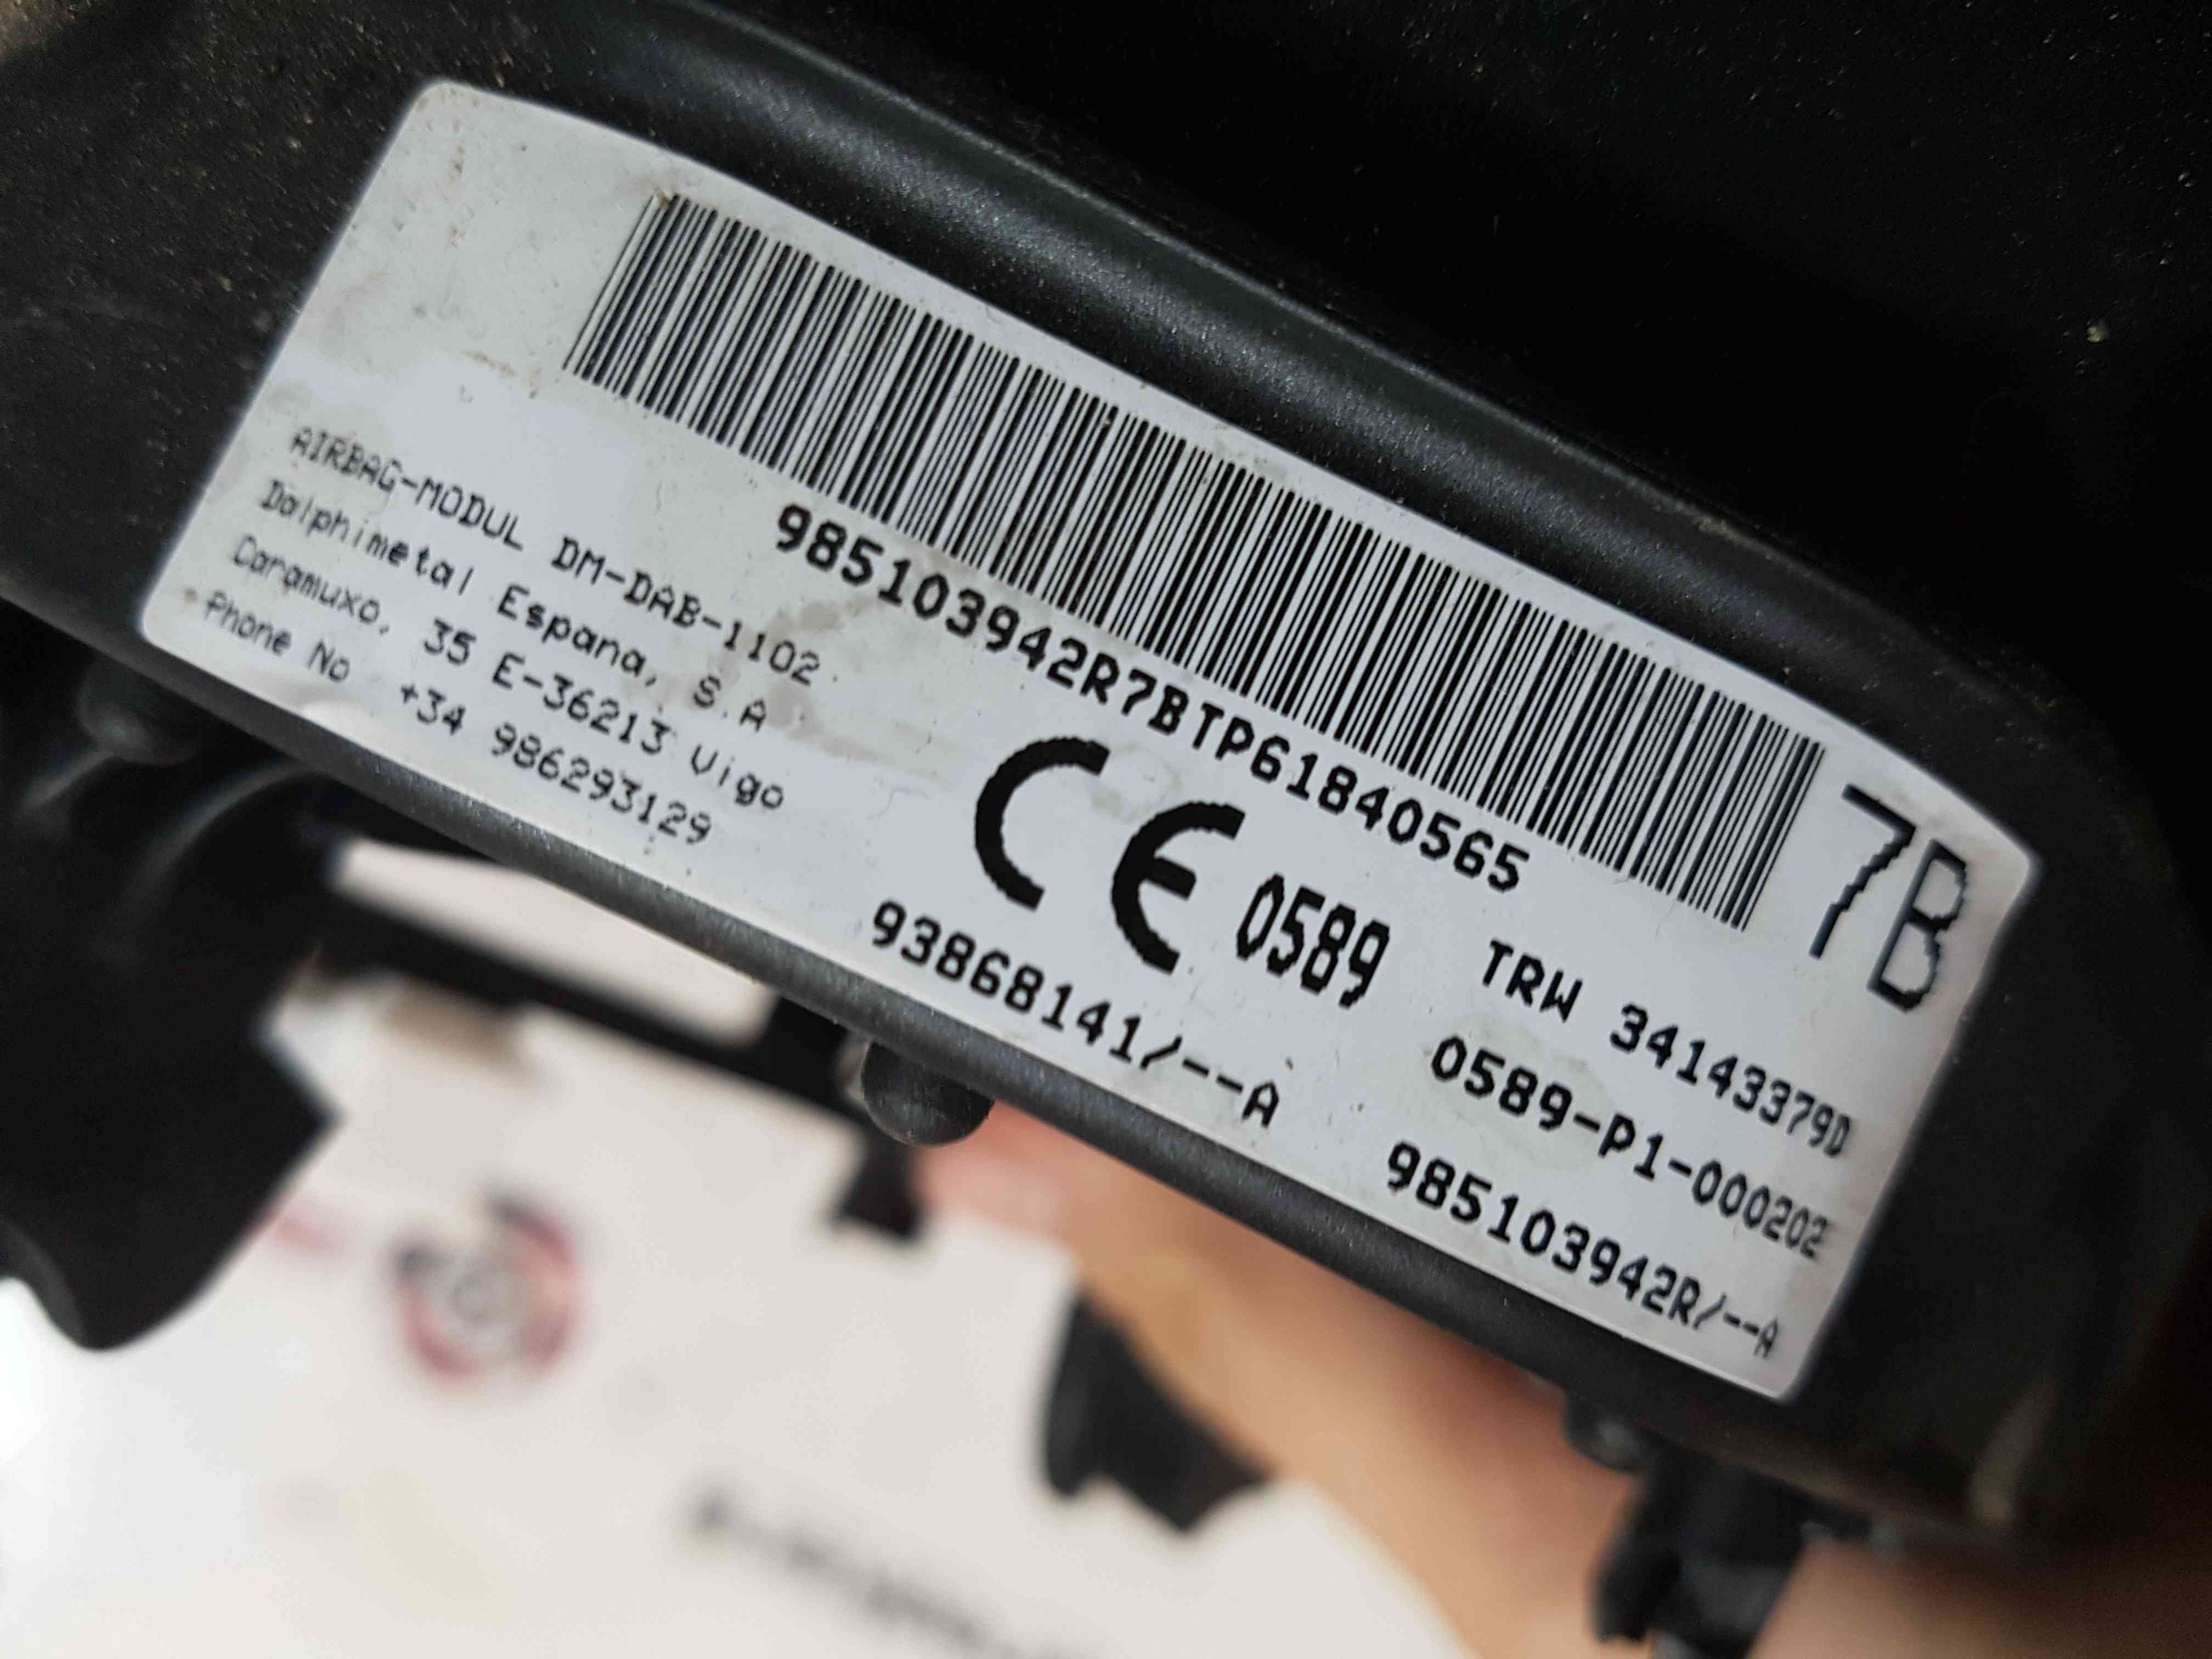 985103942R7BTP61840565
7B
AIRBAG-MODUL DM-DAB-1102
Dalphimetal Espana, S.A
Caramuxo, 35 E-36213 Vigo
Phone No +34 986293129
CE 0589
93868141/--A
TRW 34143379D
0589-P1-000202
985103942R/--A